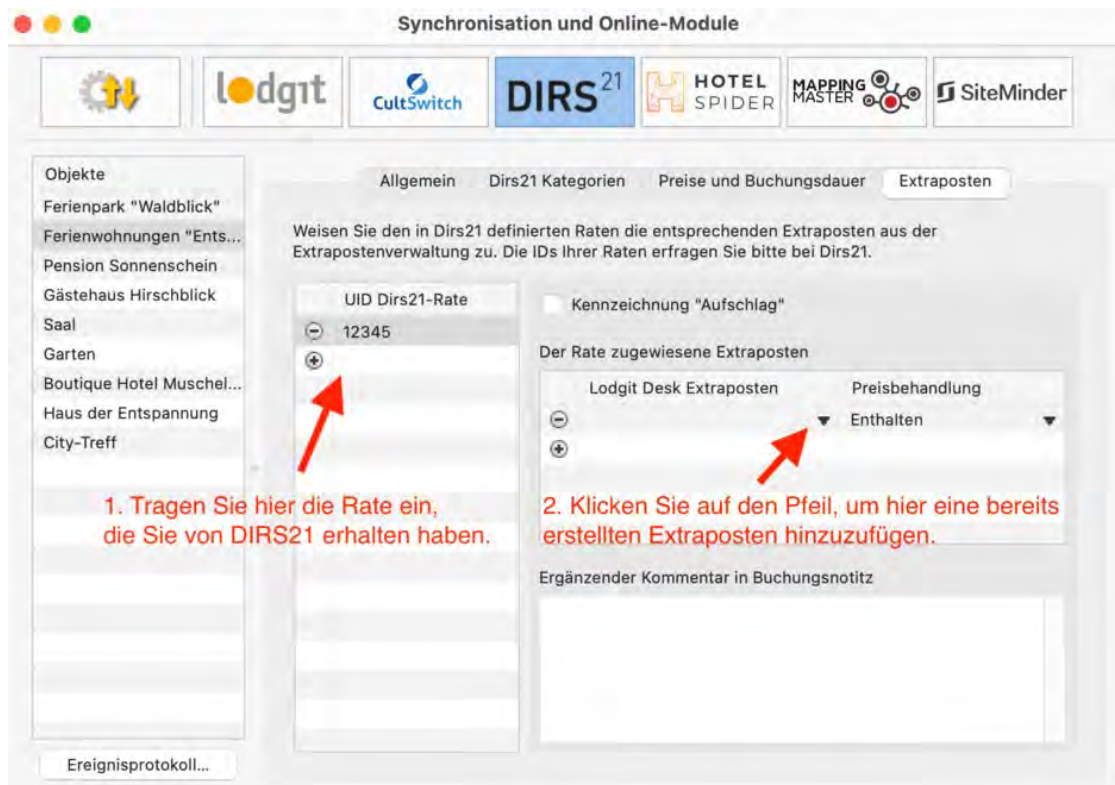 Synchronisation und Online-Module
lodgıt
CultSwitch
DIRS21
HOTEL
SPIDER
MAPPING
MASTER
SiteMinder
Objekte
Ferienpark "Waldblick"
Ferienwohnungen "Ents...
Pension Sonnenschein
Gästehaus Hirschblick
Saal
Garten
Boutique Hotel Muschel...
Haus der Entspannung
City-Treff
Ereignisprotokoll...
Allgemein Dirs21 Kategorien Preise und Buchungsdauer Extraposten
Weisen Sie den in Dirs21 definierten Raten die entsprechenden Extraposten aus der
Extrapostenverwaltung zu. Die IDs Ihrer Raten erfragen Sie bitte bei Dirs21.
UID Dirs21-Rate
12345
1. Tragen Sie hier die Rate ein,
die Sie von DIRS21 erhalten haben.
Kennzeichnung "Aufschlag"
Der Rate zugewiesene Extraposten
Lodgit Desk Extraposten Preisbehandlung
Enthalten
2. Klicken Sie auf den Pfeil, um hier eine bereits
erstellten Extraposten hinzuzufügen.
Ergänzender Kommentar in Buchungsnotitz